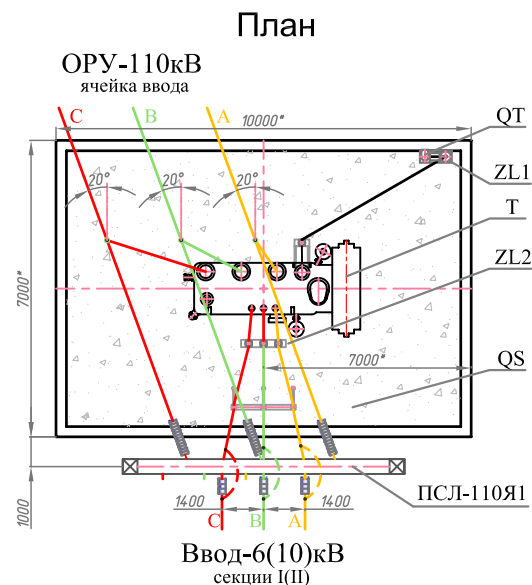 План
ОРУ-110кВ
ячейка ввода
C
B
A
10000*
QT
ZL1
T
ZL2
QS
20°
20°
20°
7000*
7000*
1000
ПСЛ-110Я1
1400
1400
C
B
A
Ввод-6(10)кВ
секции I(II)